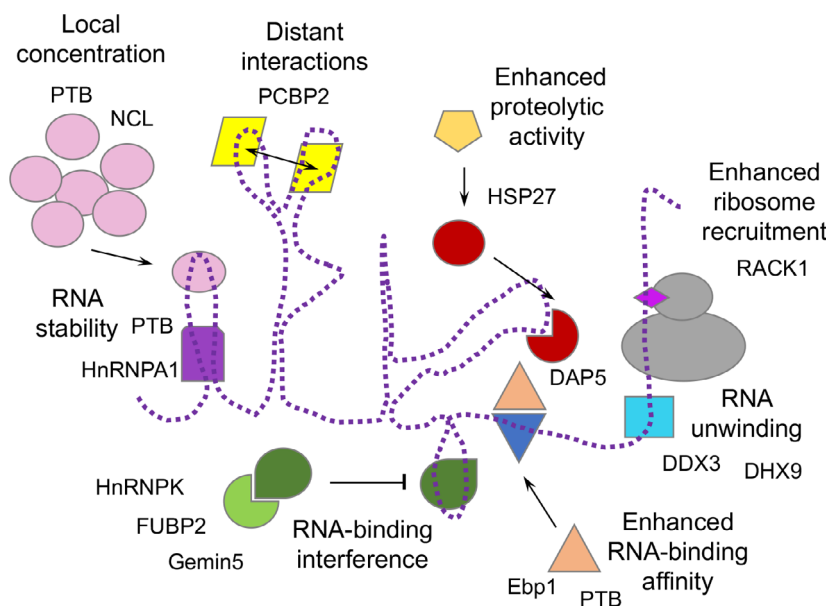 Local
concentration
PTB
NCL
Distant
interactions
PCBP2
Enhanced
proteolytic
activity
HSP27
Enhanced
ribosome
recruitment
RACK1
RNA
stability
PTB
HnRNPA1
DAP5
RNA
unwinding
DDX3
DHX9
HnRNPK
FUBP2
Gemin5
RNA-binding
interference
Enhanced
RNA-binding
affinity
Ebp1
PTB